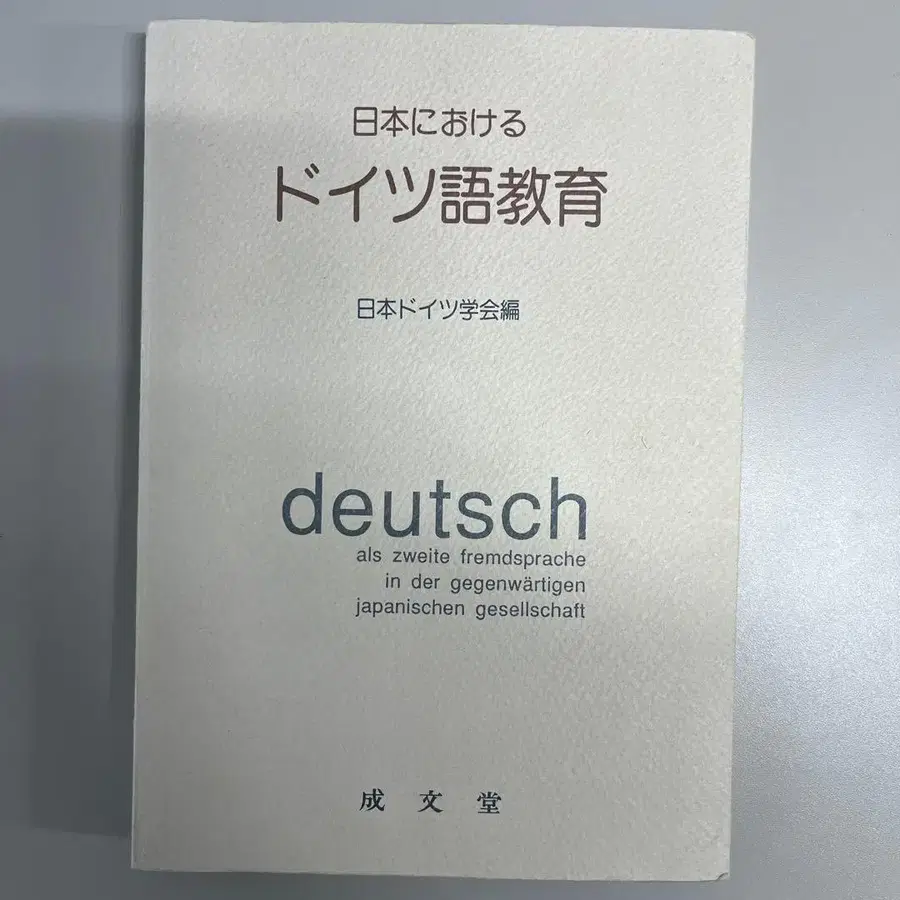 日本における
ドイツ語教育
日本ドイツ学会編
deutsch
als zweite fremdsprache
in der gegenwärtigen
japanischen gesellschaft
成文堂